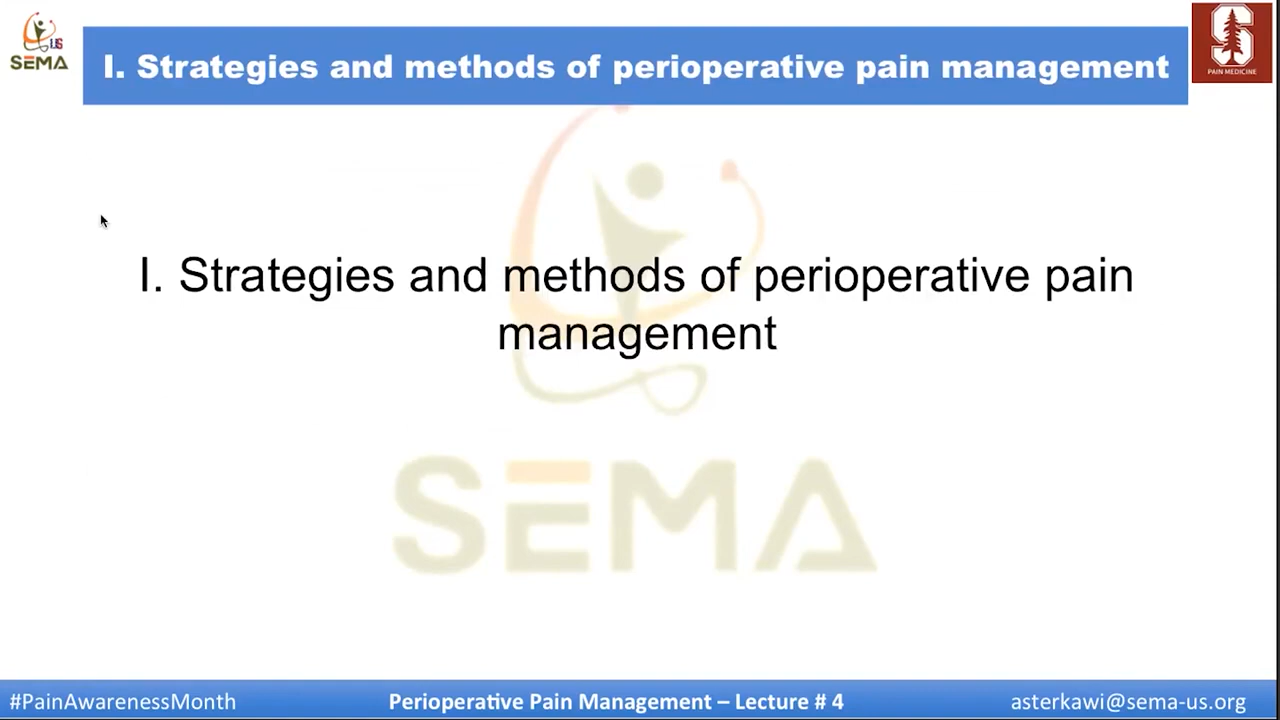 US
SEMA
I. Strategies and methods of perioperative pain management
S
PAIN MEDICINE
I. Strategies and methods of perioperative pain
management
SEMA
#PainAwarenessMonth
Perioperative Pain Management – Lecture # 4
asterkawi@sema-us.org